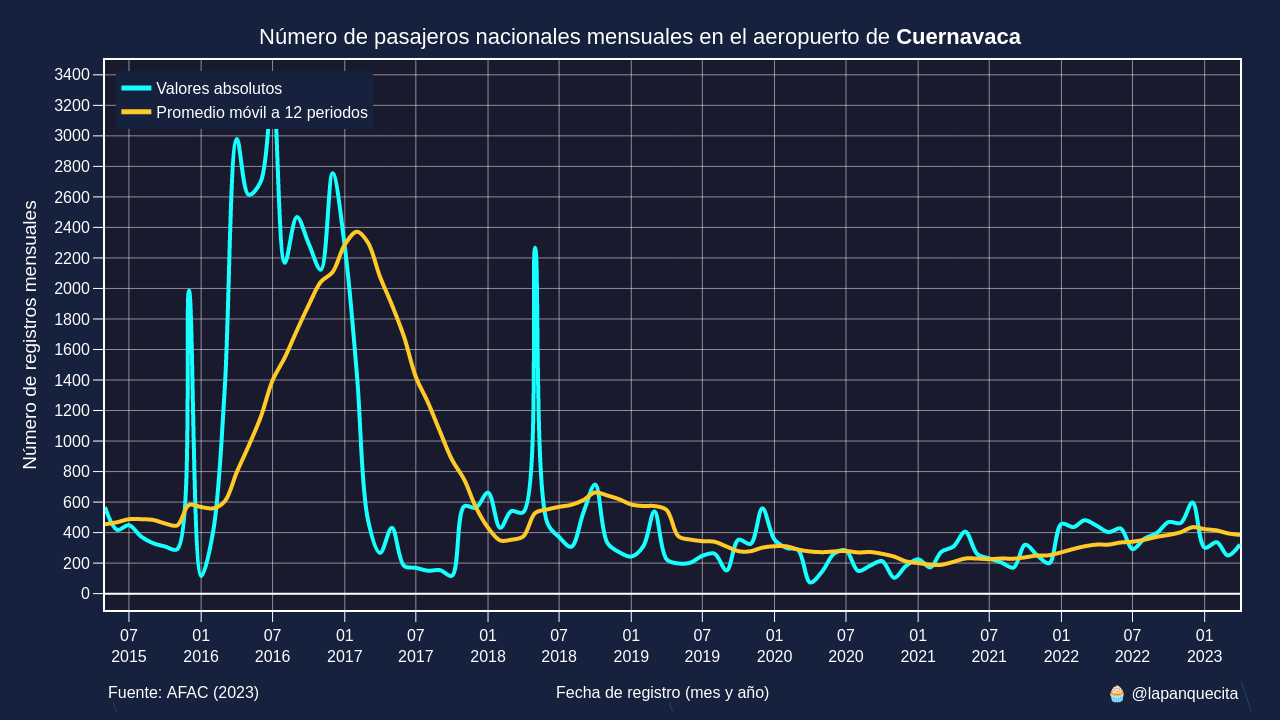 Número de pasajeros nacionales mensuales en el aeropuerto de Cuernavaca
Valores absolutos
Promedio móvil a 12 periodos
Número de registros mensuales
3400
3200
3000
2800
2600
2400
2200
2000
1800
1600
1400
1200
1000
800
600
400
200
0
07 01 07 01 07 01 07 01 07 01 07 01 07 01 07 01
2015 2016 2016 2017 2017 2018 2018 2019 2019 2020 2020 2021 2021 2022 2022 2023
Fuente: AFAC (2023)
Fecha de registro (mes y año)
🧁 @lapanquecita